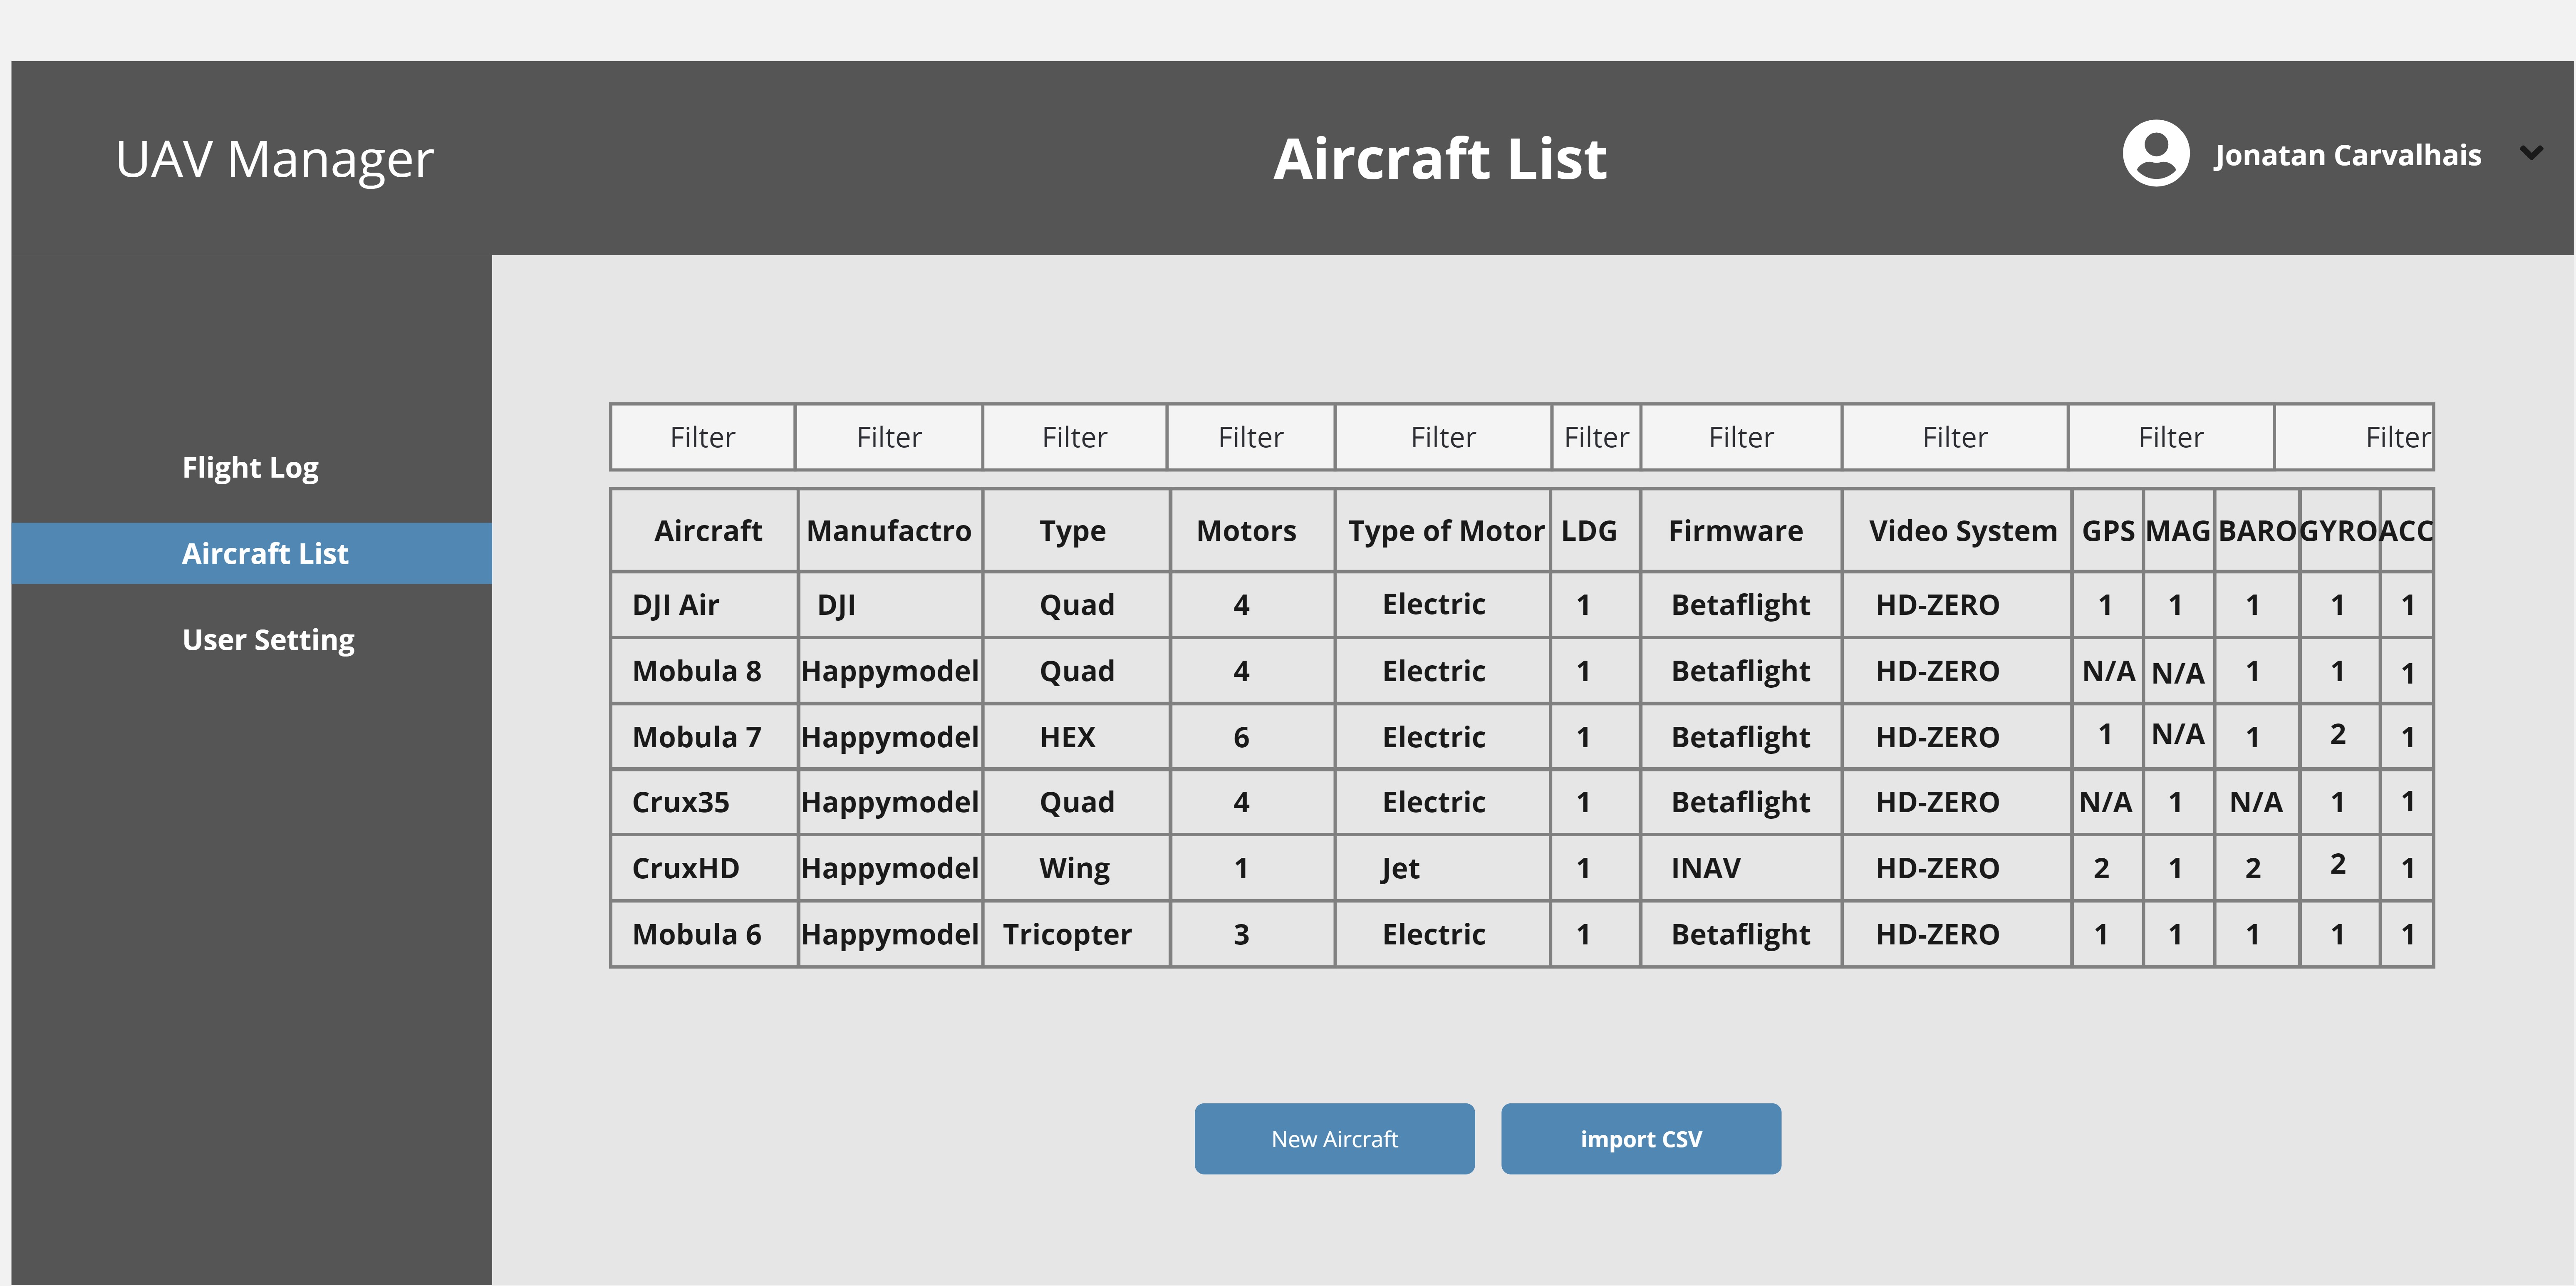 UAV Manager
Aircraft List
Jonatan Carvalhais
Flight Log
Aircraft List
User Setting
Filter Filter Filter Filter Filter Filter Filter Filter Filter Filter
Aircraft Manufactro Type Motors Type of Motor LDG Firmware Video System GPS MAG BARO GYRO ACC
DJI Air DJI Quad 4 Electric 1 Betaflight HD-ZERO 1 1 1 1 1
Mobula 8 Happymodel Quad 4 Electric 1 Betaflight HD-ZERO N/A N/A 1 1 1
Mobula 7 Happymodel HEX 6 Electric 1 Betaflight HD-ZERO 1 N/A 1 2 1
Crux35 Happymodel Quad 4 Electric 1 Betaflight HD-ZERO N/A 1 N/A 1 1
CruxHD Happymodel Wing 1 Jet 1 INAV HD-ZERO 2 1 2 2 1
Mobula 6 Happymodel Tricopter 3 Electric 1 Betaflight HD-ZERO 1 1 1 1 1
New Aircraft
import CSV